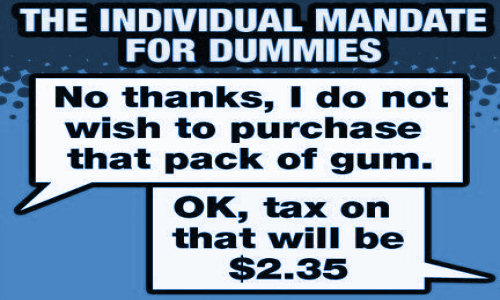 THE INDIVIDUAL MANDATE
FOR DUMMIES
No thanks, I do not
wish to purchase
that pack of gum.
OK, tax on
that will be
$2.35